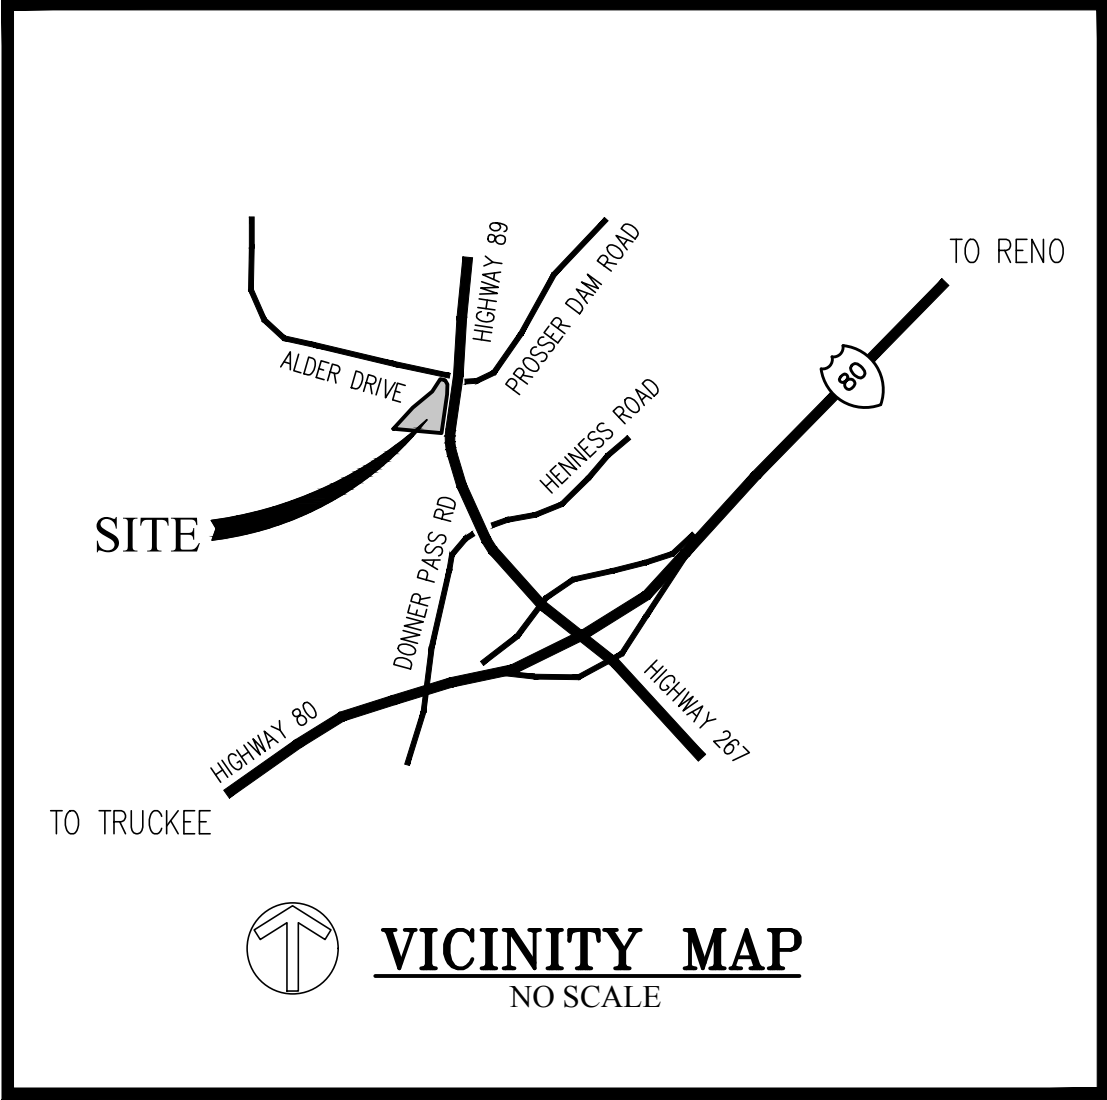 HIGHWAY 89
PROSSER DAM ROAD
TO RENO
ALDER DRIVE
80
HENNESS ROAD
SITE
DONNER PASS RD
HIGHWAY 267
HIGHWAY 80
TO TRUCKEE
VICINITY MAP
NO SCALE